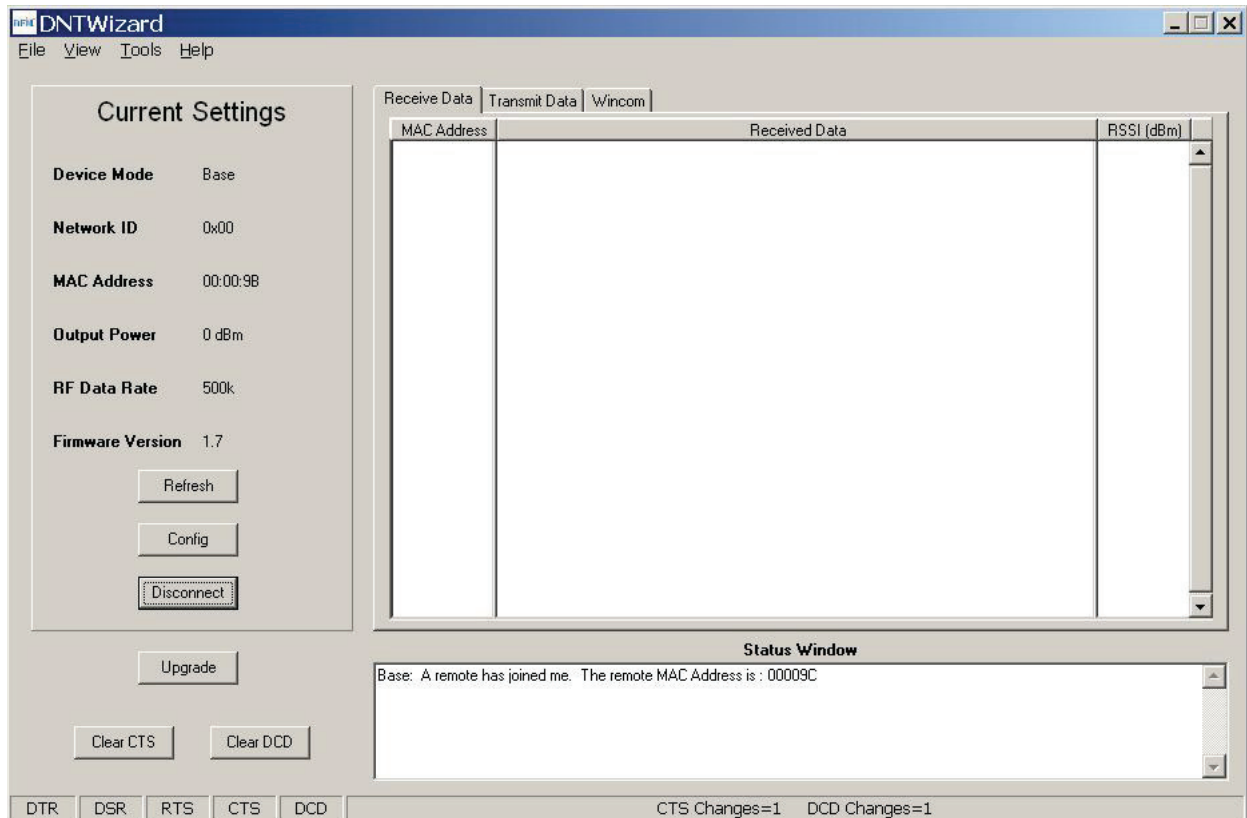 RFM DNTWizard
File View Tools Help
Current Settings
Device Mode Base
Network ID 0x00
MAC Address 00:00:9B
Output Power 0 dBm
RF Data Rate 500k
Firmware Version 1.7
Refresh
Config
Disconnect
Upgrade
Clear CTS Clear DCD
Receive Data Transmit Data Wincom
MAC Address Received Data RSSI (dBm)
Status Window
Base: A remote has joined me. The remote MAC Address is : 00009C
DTR DSR RTS CTS DCD CTS Changes=1 DCD Changes=1